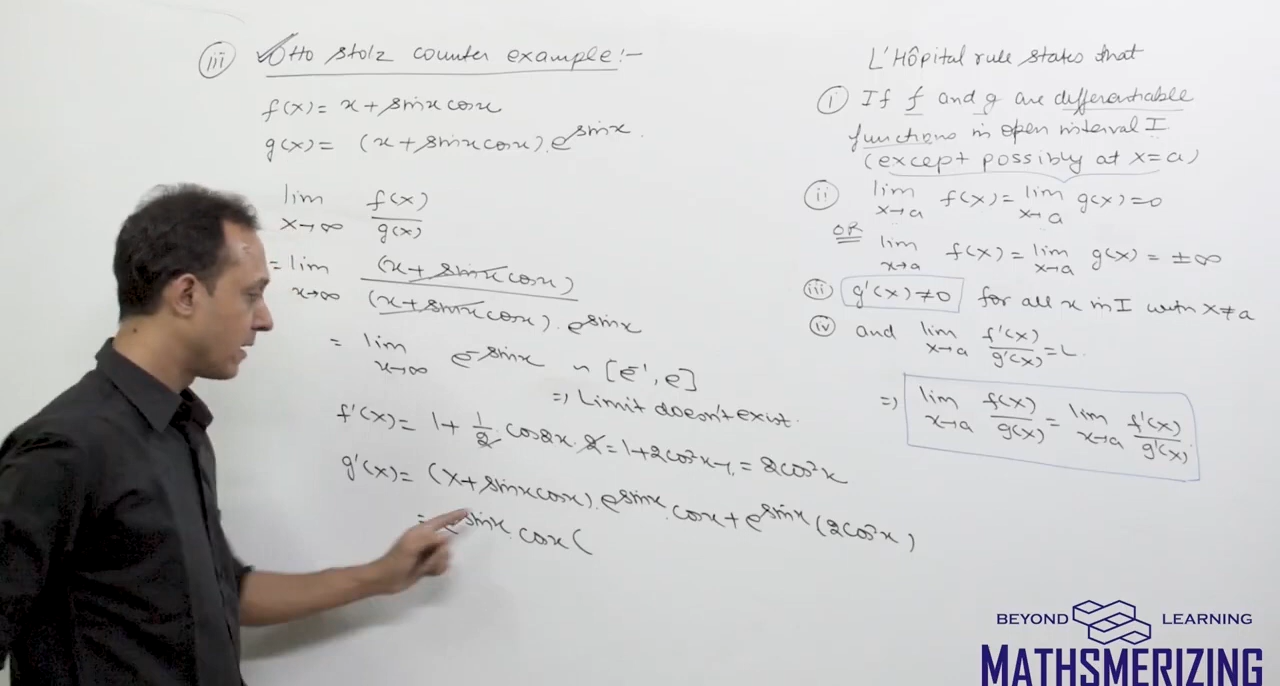 iii Otto Stolz counter example:-
f(x) = x + sinx cosx
g(x) = (x + sinx cosx).e^sinx.
lim x→∞ f(x)/g(x)
= lim x→∞ (x + sinx cosx)/(x + sinx cosx).e^sinx
= lim x→∞ e^-sinx ~ [e^-1, e]
=> Limit doesn't exist.
f'(x) = 1 + 1/2 . cos2x . 2 = 1+2cos²x-1 = 2cos²x
g'(x) = (x+sinx cosx).e^sinx . cosx + e^sinx (2cos²x)
= e^sinx . cosx (
L'Hôpital rule states that
i If f and g are differentiable
functions in open interval I
(except possibly at x=a)
ii lim x→a f(x) = lim x→a g(x) = 0
OR
lim x→a f(x) = lim x→a g(x) = ±∞
iii g'(x) ≠ 0 for all x in I with x≠a
iv and lim x→a f'(x)/g'(x) = L.
=> lim x→a f(x)/g(x) = lim x→a f'(x)/g'(x)
BEYOND LEARNING
MATHSMERIZING